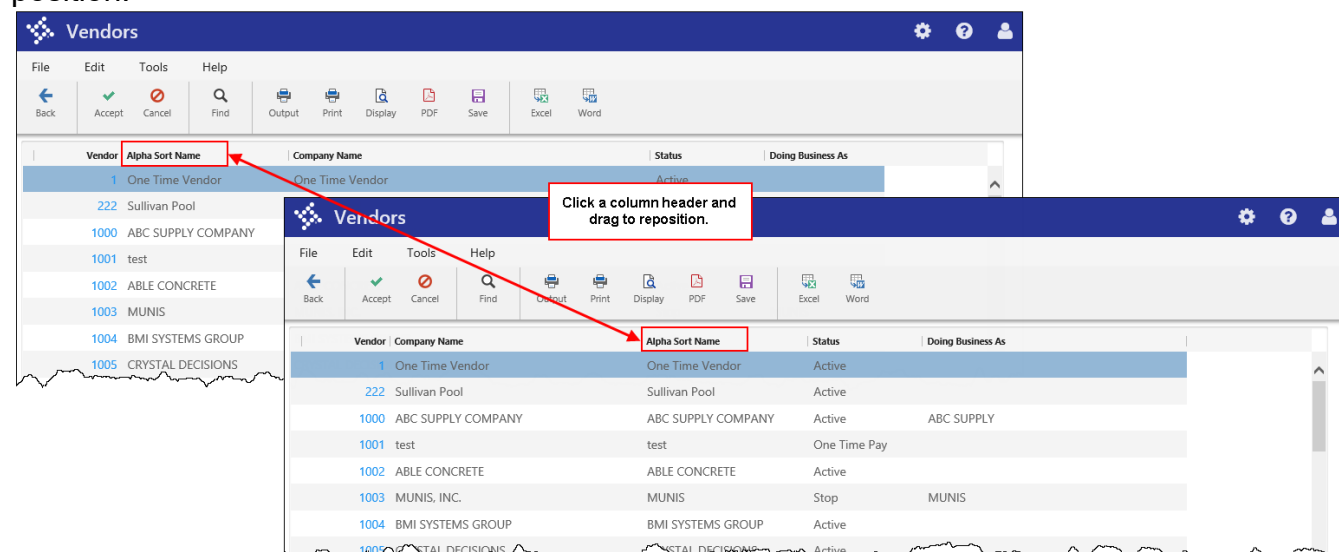 position.
Vendors
File Edit Tools Help
Back Accept Cancel Find Output Print Display PDF Save Excel Word
Vendor Alpha Sort Name Company Name Status Doing Business As
1 One Time Vendor One Time Vendor Active
222 Sullivan Pool
1000 ABC SUPPLY COMPANY
1001 test
1002 ABLE CONCRETE
1003 MUNIS
1004 BMI SYSTEMS GROUP
1005 CRYSTAL DECISIONS
Click a column header and
drag to reposition.
Vendors
File Edit Tools Help
Back Accept Cancel Find Output Print Display PDF Save Excel Word
Vendor Company Name Alpha Sort Name Status Doing Business As
1 One Time Vendor One Time Vendor Active
222 Sullivan Pool Sullivan Pool Active
1000 ABC SUPPLY COMPANY ABC SUPPLY COMPANY Active ABC SUPPLY
1001 test test One Time Pay
1002 ABLE CONCRETE ABLE CONCRETE Active
1003 MUNIS, INC. MUNIS Stop MUNIS
1004 BMI SYSTEMS GROUP BMI SYSTEMS GROUP Active
1005 CRYSTAL DECISIONS CRYSTAL DECISIONS Active